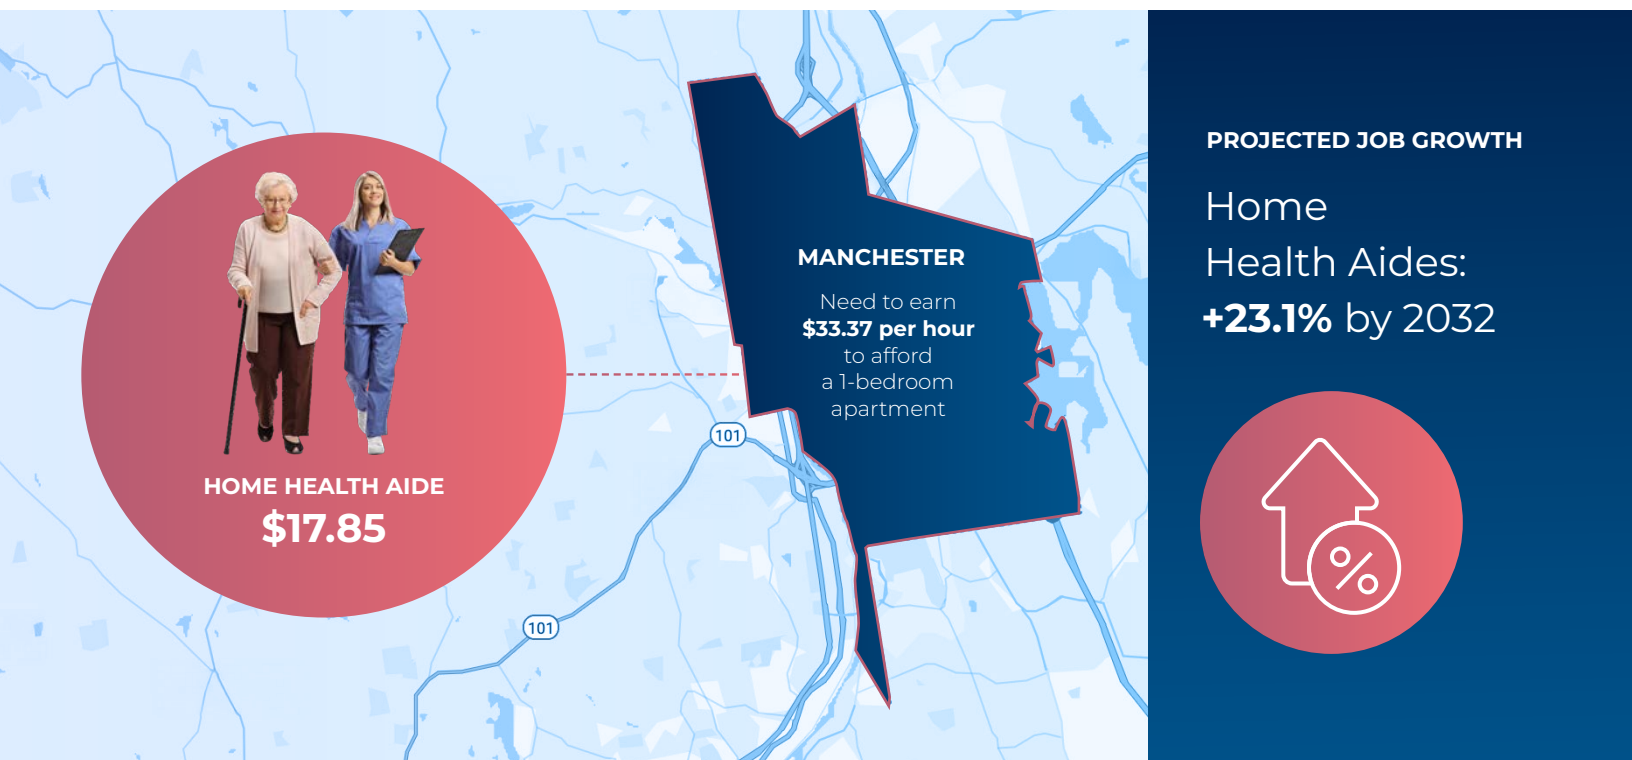 HOME HEALTH AIDE
$17.85
MANCHESTER
Need to earn
$33.37 per hour
to afford
a 1-bedroom
apartment
101
101
PROJECTED JOB GROWTH
Home
Health Aides:
+23.1% by 2032
%